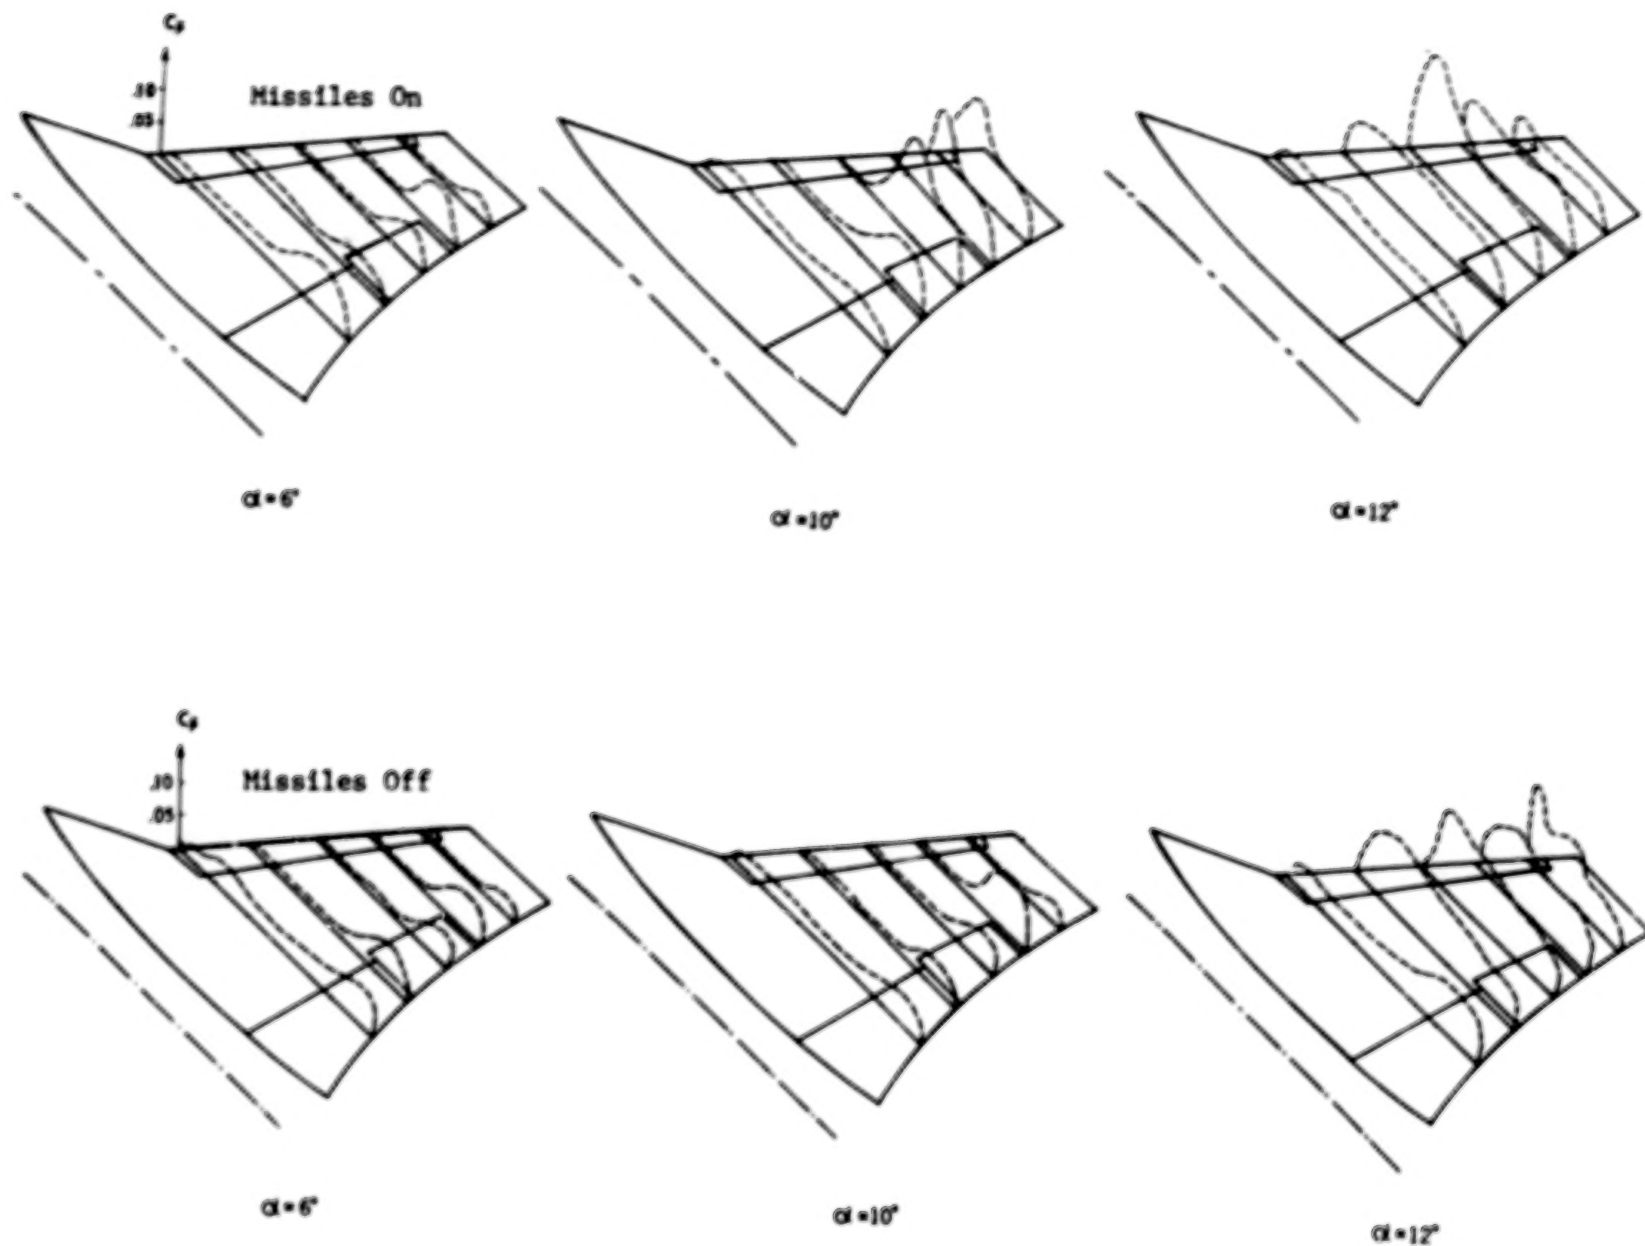 Cp
.10
Missiles On
.05
α=6°
α=10°
α=12°
Cp
.10
Missiles Off
.05
α=6°
α=10°
α=12°